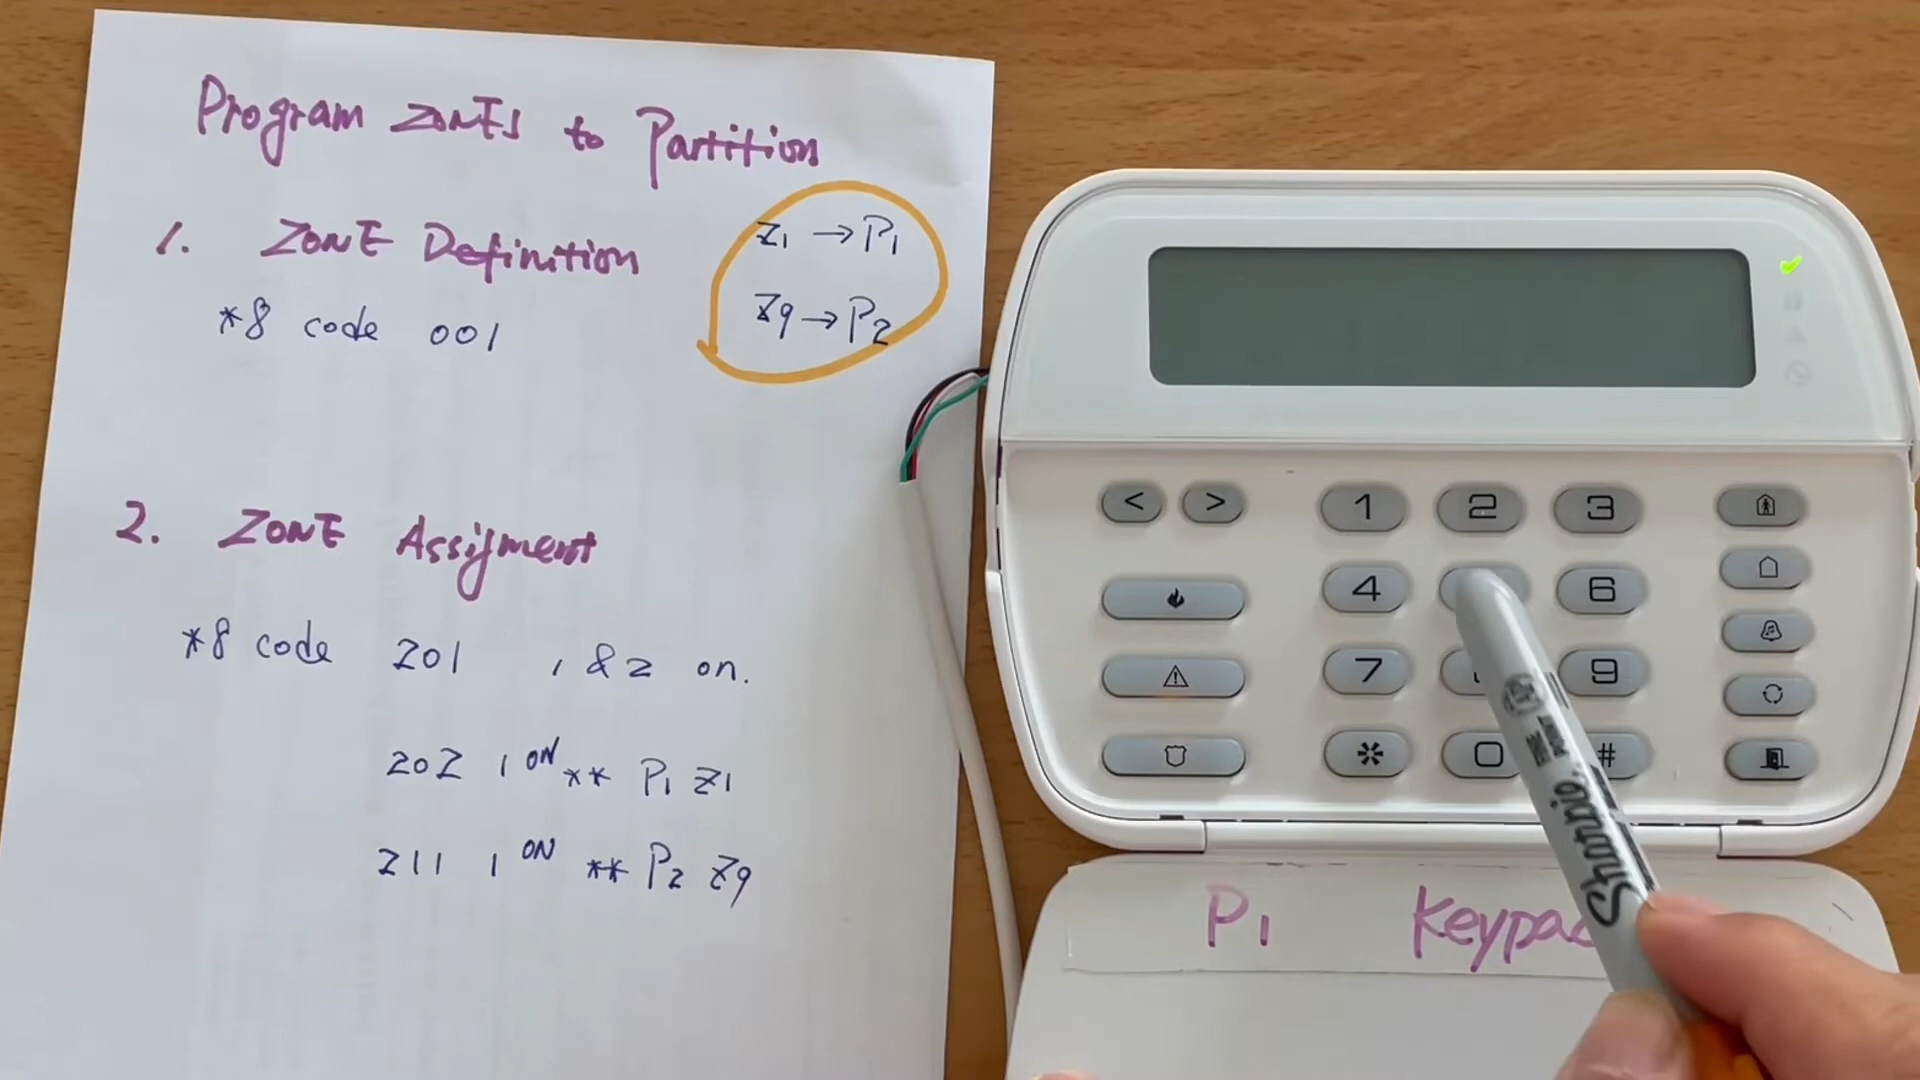 Program ZONES to Partition
1. ZONE Definition
Z1 → P1
*8 code 001
Z9 → P2
2. ZONE Assignment
*8 code 201 1 & 2 on.
202 1 ON ** P1 Z1
211 1 ON ** P2 Z9
< > 1 2 3
4 6
7 9
* 0 #
Sharpie.
FINE POINT
P1